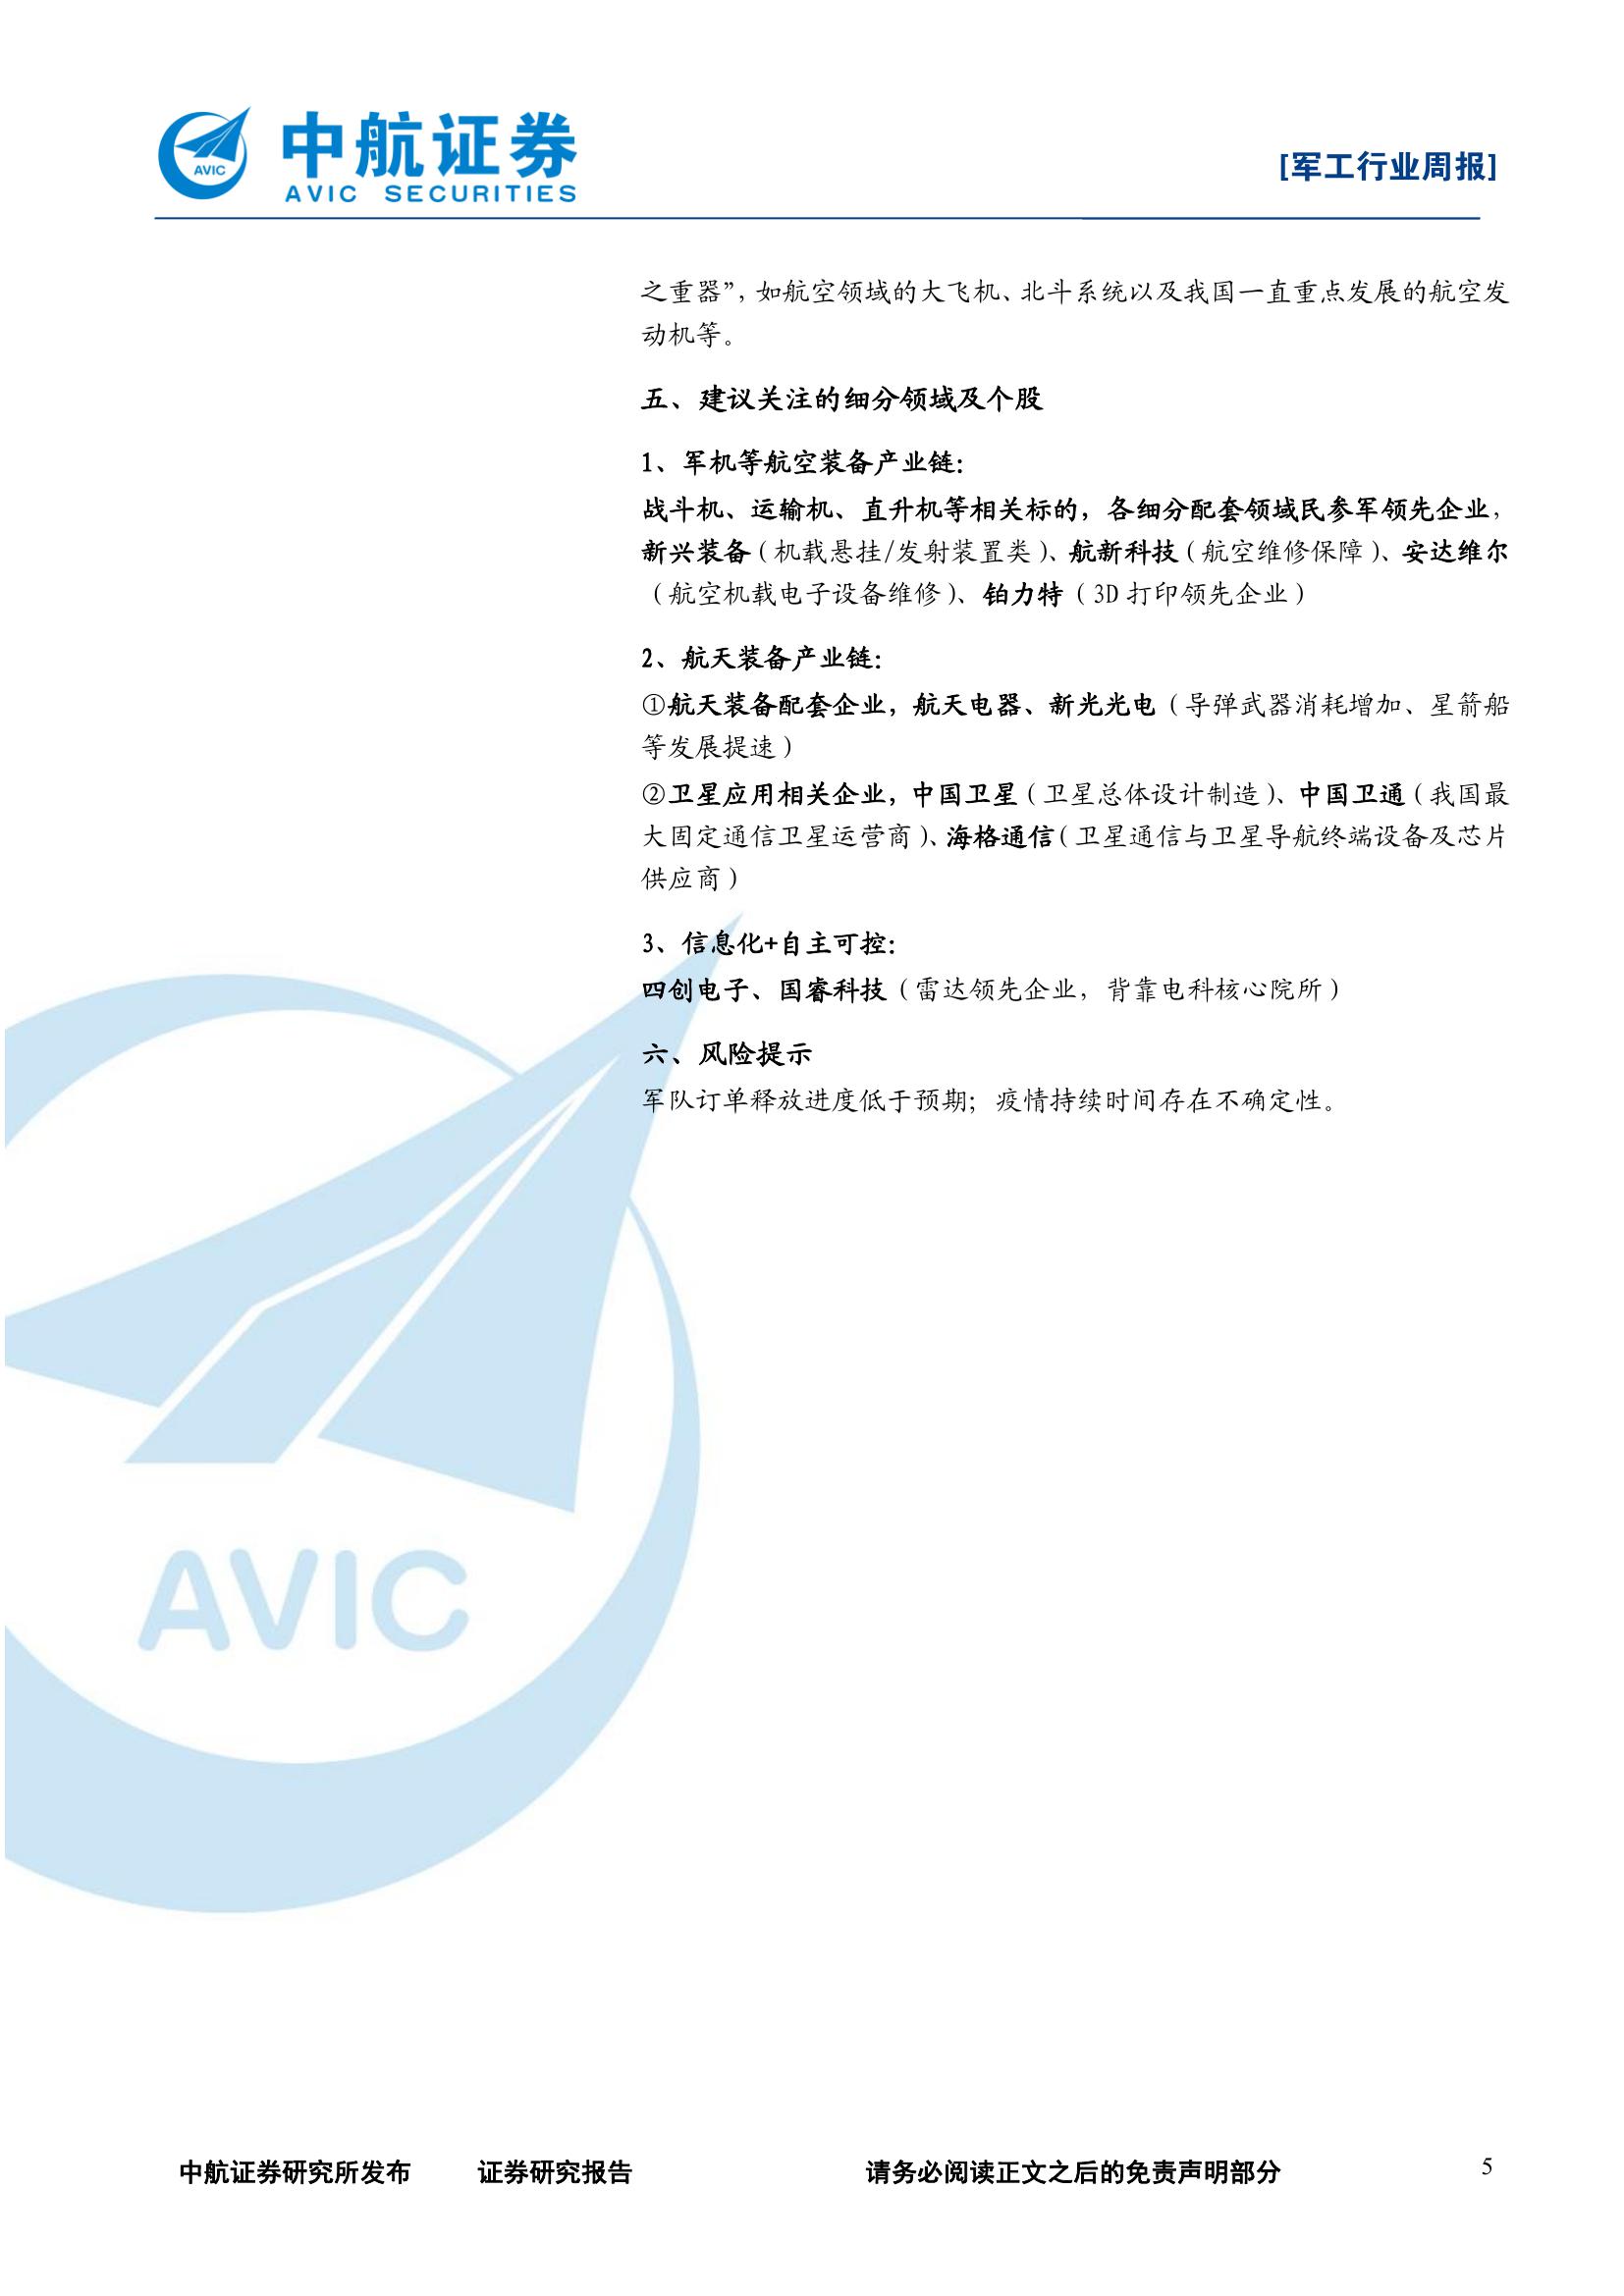 中航证券
AVIC SECURITIES
AVIC
[军工行业周报]
之重器”，如航空领域的大飞机、北斗系统以及我国一直重点发展的航空发
动机等。
五、建议关注的细分领域及个股
1、军机等航空装备产业链：
战斗机、运输机、直升机等相关标的，各细分配套领域民参军领先企业，
新兴装备（机载悬挂/发射装置类）、航新科技（航空维修保障）、安达维尔
（航空机载电子设备维修）、铂力特（3D 打印领先企业）
2、航天装备产业链：
①航天装备配套企业，航天电器、新光光电（导弹武器消耗增加、星箭船
等发展提速）
②卫星应用相关企业，中国卫星（卫星总体设计制造）、中国卫通（我国最
大固定通信卫星运营商）、海格通信（卫星通信与卫星导航终端设备及芯片
供应商）
3、信息化+自主可控：
四创电子、国睿科技（雷达领先企业，背靠电科核心院所）
六、风险提示
军队订单释放进度低于预期；疫情持续时间存在不确定性。
AVIC
中航证券研究所发布 证券研究报告 请务必阅读正文之后的免责声明部分 5